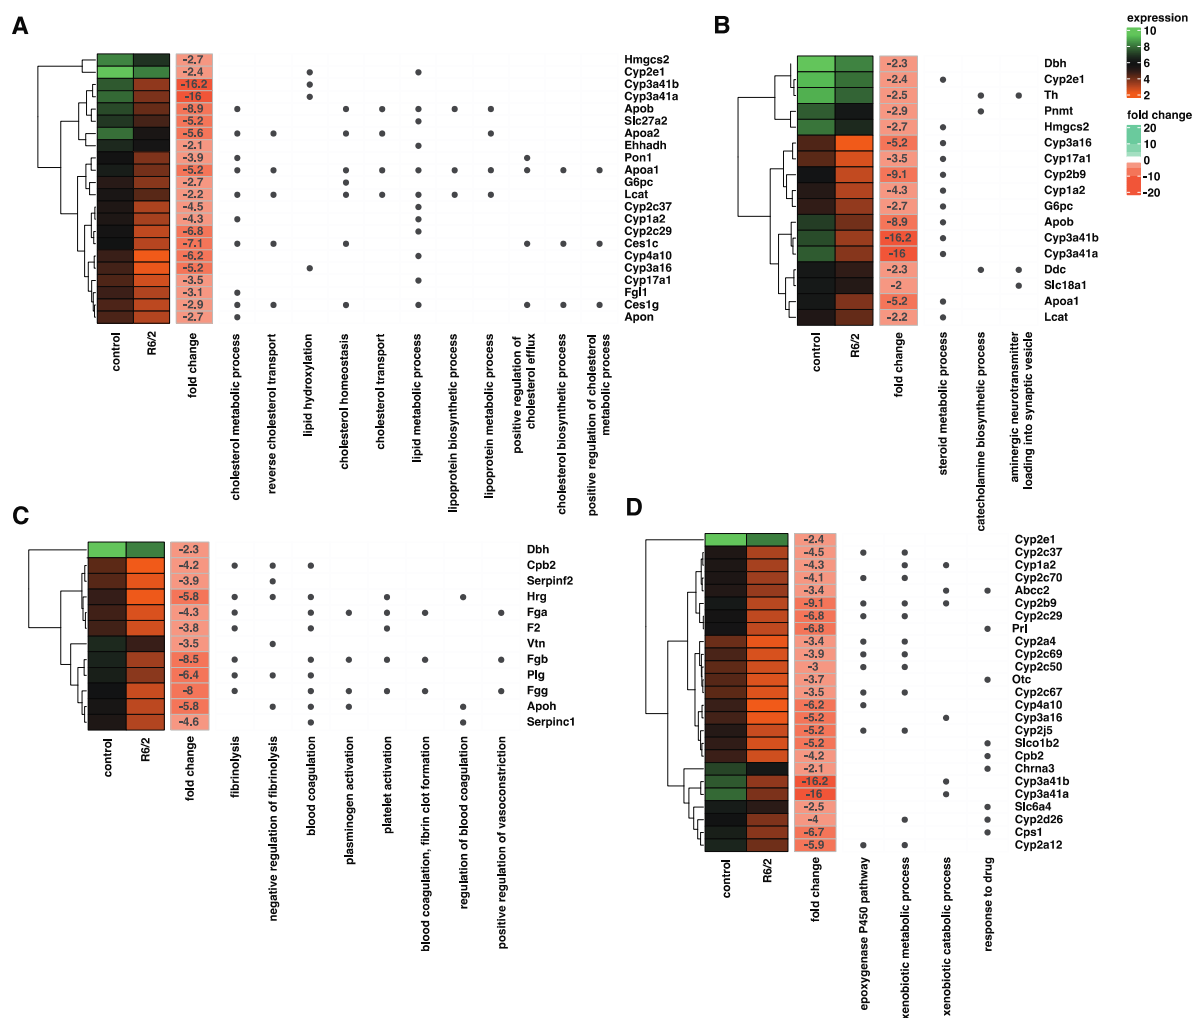 A
-2.7 Hmgcs2
-2.4 Cyp2e1
-16.2 Cyp3a41b
-16 Cyp3a41a
-8.9 Apob
-5.2 Slc27a2
-5.6 Apoa2
-2.1 Ehhadh
-3.9 Pon1
-5.2 Apoa1
-2.7 G6pc
-2.2 Lcat
-4.5 Cyp2c37
-4.3 Cyp1a2
-6.8 Cyp2c29
-7.1 Ces1c
-6.2 Cyp4a10
-5.2 Cyp3a16
-3.5 Cyp17a1
-3.1 Fgl1
-2.9 Ces1g
-2.7 Apon
control
R6/2
fold change
cholesterol metabolic process
reverse cholesterol transport
lipid hydroxylation
cholesterol homeostasis
cholesterol transport
lipid metabolic process
lipoprotein biosynthetic process
lipoprotein metabolic process
positive regulation of
cholesterol efflux
cholesterol biosynthetic process
positive regulation of cholesterol
metabolic process
B
-2.3 Dbh
-2.4 Cyp2e1
-2.5 Th
-2.9 Pnmt
-2.7 Hmgcs2
-5.2 Cyp3a16
-3.5 Cyp17a1
-9.1 Cyp2b9
-4.3 Cyp1a2
-2.7 G6pc
-8.9 Apob
-16.2 Cyp3a41b
-16 Cyp3a41a
-2.3 Ddc
-2 Slc18a1
-5.2 Apoa1
-2.2 Lcat
control
R6/2
fold change
steroid metabolic process
catecholamine biosynthetic process
aminergic neurotransmitter
loading into synaptic vesicle
expression
10
8
6
4
2
fold change
20
10
0
-10
-20
C
-2.3 Dbh
-4.2 Cpb2
-3.9 Serpinf2
-5.8 Hrg
-4.3 Fga
-3.8 F2
-3.5 Vtn
-8.5 Fgb
-6.4 Plg
-8 Fgg
-5.8 Apoh
-4.6 Serpinc1
control
R6/2
fold change
fibrinolysis
negative regulation of fibrinolysis
blood coagulation
plasminogen activation
platelet activation
blood coagulation, fibrin clot formation
regulation of blood coagulation
positive regulation of vasoconstriction
D
-2.4 Cyp2e1
-4.5 Cyp2c37
-4.3 Cyp1a2
-4.1 Cyp2c70
-3.4 Abcc2
-9.1 Cyp2b9
-6.8 Cyp2c29
-6.8 Prl
-3.4 Cyp2a4
-3.9 Cyp2c69
-3 Cyp2c50
-3.7 Otc
-3.5 Cyp2c67
-6.2 Cyp4a10
-5.2 Cyp3a16
-5.2 Cyp2j5
-5.2 Slco1b2
-4.2 Cpb2
-2.1 Chrna3
-16.2 Cyp3a41b
-16 Cyp3a41a
-2.5 Slc6a4
-4 Cyp2d26
-6.7 Cps1
-5.9 Cyp2a12
control
R6/2
fold change
epoxygenase P450 pathway
xenobiotic metabolic process
xenobiotic catabolic process
response to drug